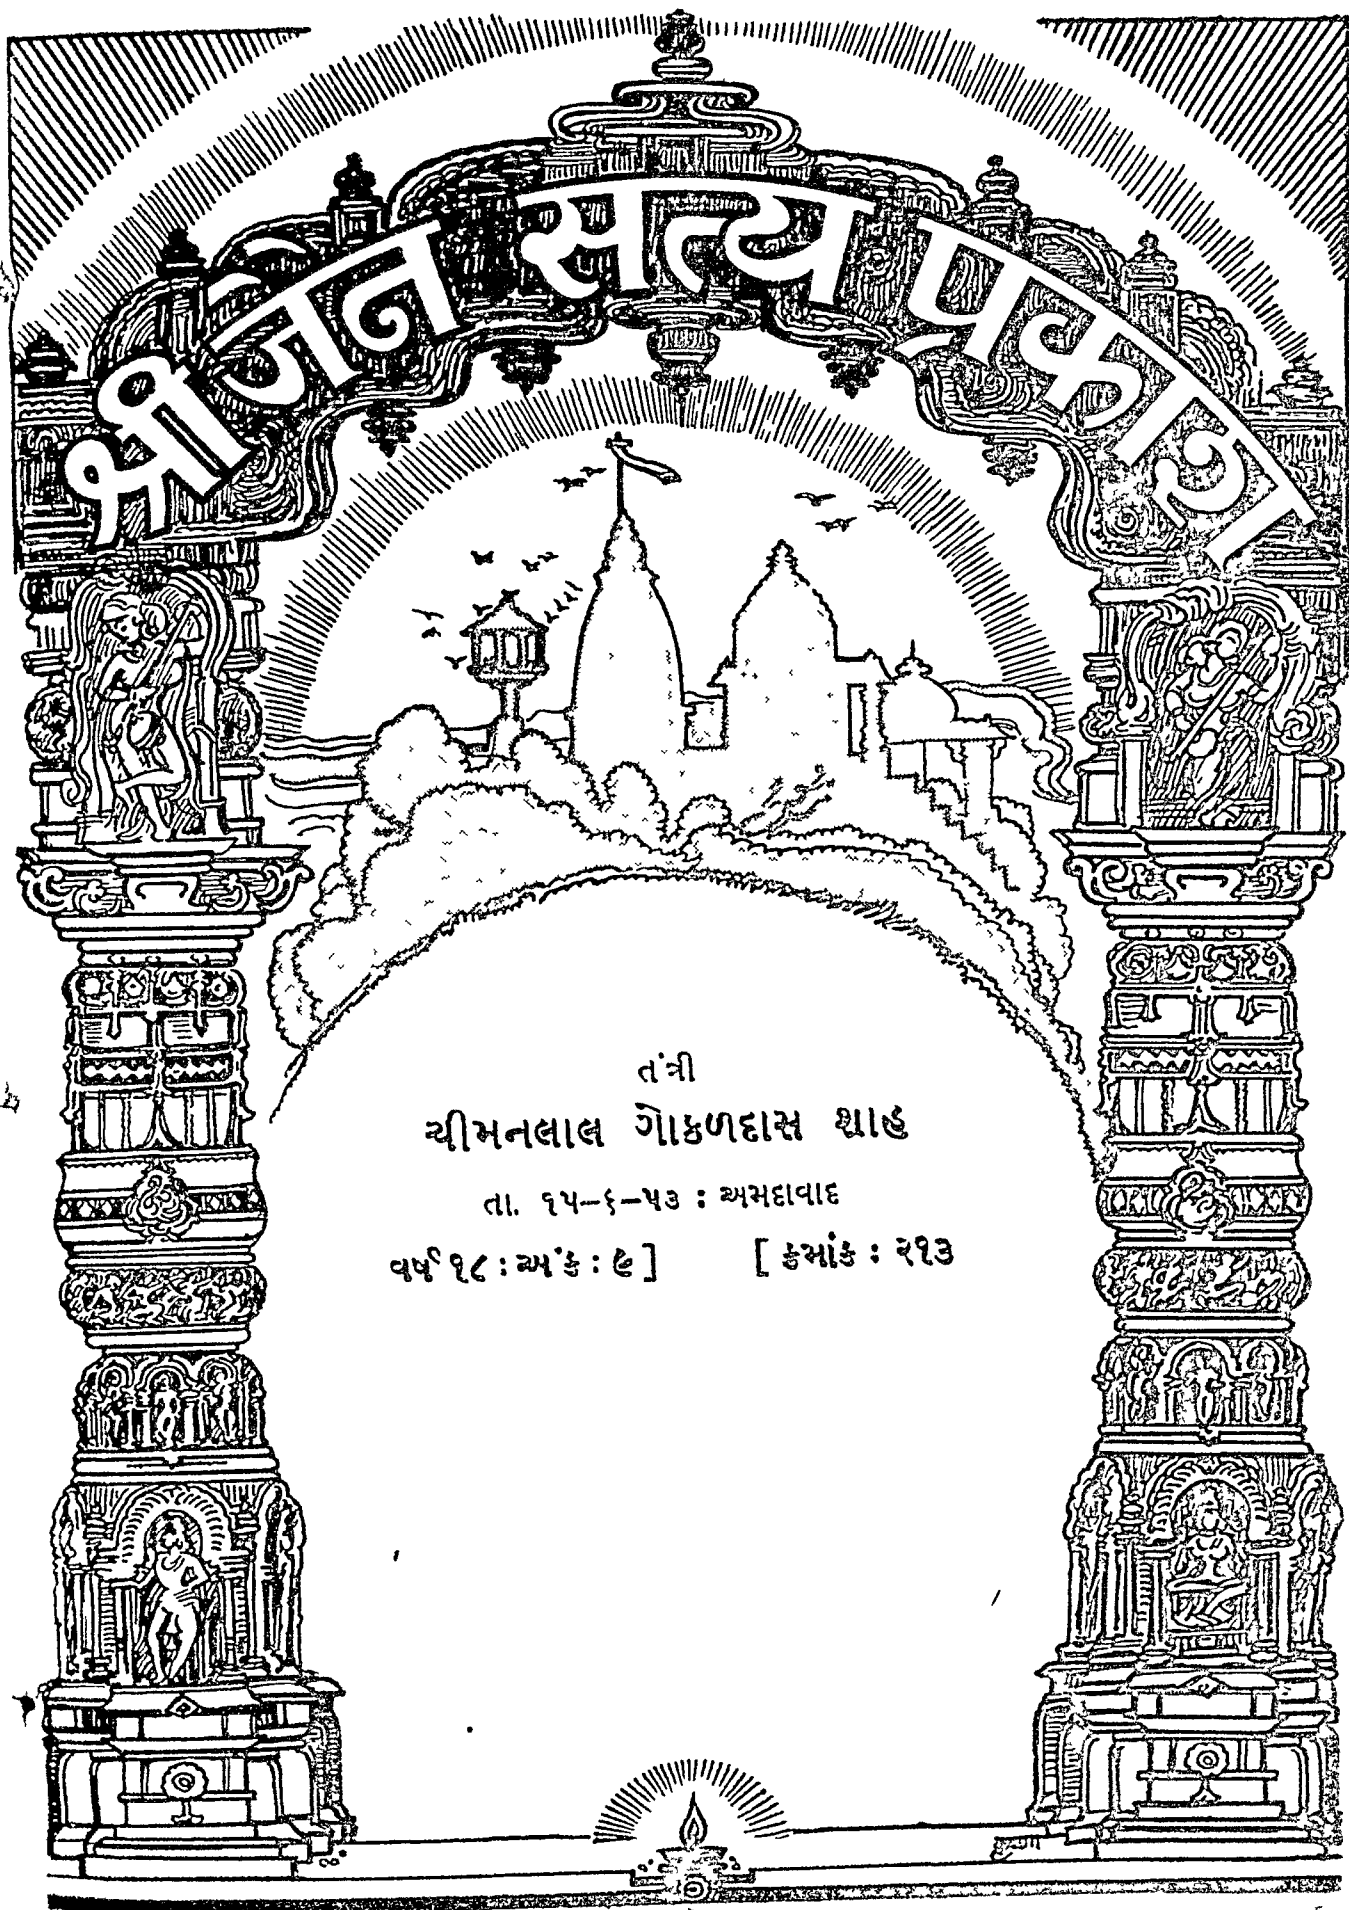 श्री जैन सत्य प्रकाश
તંત્રી
ચીમનલાલ ગોકળદાસ શાહ
તા. ૧૫-૬-૫૩ : અમદાવાદ
વર્ષ ૧૮ : અંક : ૯ ] [ ક્રમાંક : ૨૧૩